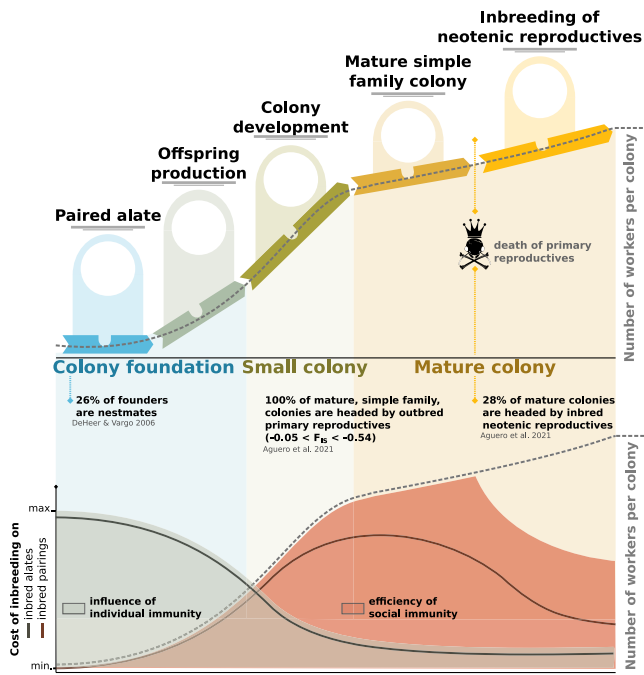 Inbreeding of
neotenic reproductives
Mature simple
family colony
Colony
development
Offspring
production
Paired alate
death of primary
reproductives
Number of workers per colony
Colony foundation
Small colony
Mature colony
26% of founders
are nestmates
DeHeer & Vargo 2006
100% of mature, simple family,
colonies are headed by outbred
primary reproductives
(–0.05 < FIS < –0.54)
Aguero et al. 2021
28% of mature colonies
are headed by inbred
neotenic reproductives
Aguero et al. 2021
Number of workers per colony
Cost of inbreeding on
inbred alates
inbred pairings
max.
min.
influence of
individual immunity
efficiency of
social immunity